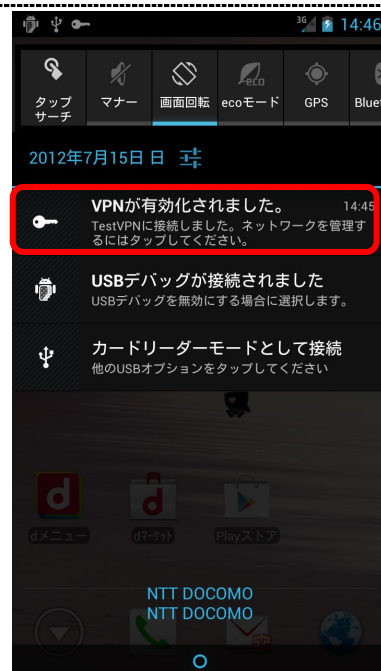 3G 14:46
タップ
サーチ
マナー
画面回転
ecoモード
GPS
Bluet
eco
2012年7月15日 日
VPNが有効化されました。 14:45
TestVPNに接続しました。ネットワークを管理す
るにはタップしてください。
USBデバッグが接続されました
USBデバッグを無効にする場合に選択します。
カードリーダーモードとして接続
他のUSBオプションをタップしてください
d
d
dメニュー
dマーケット
Playストア
NTT DOCOMO
NTT DOCOMO